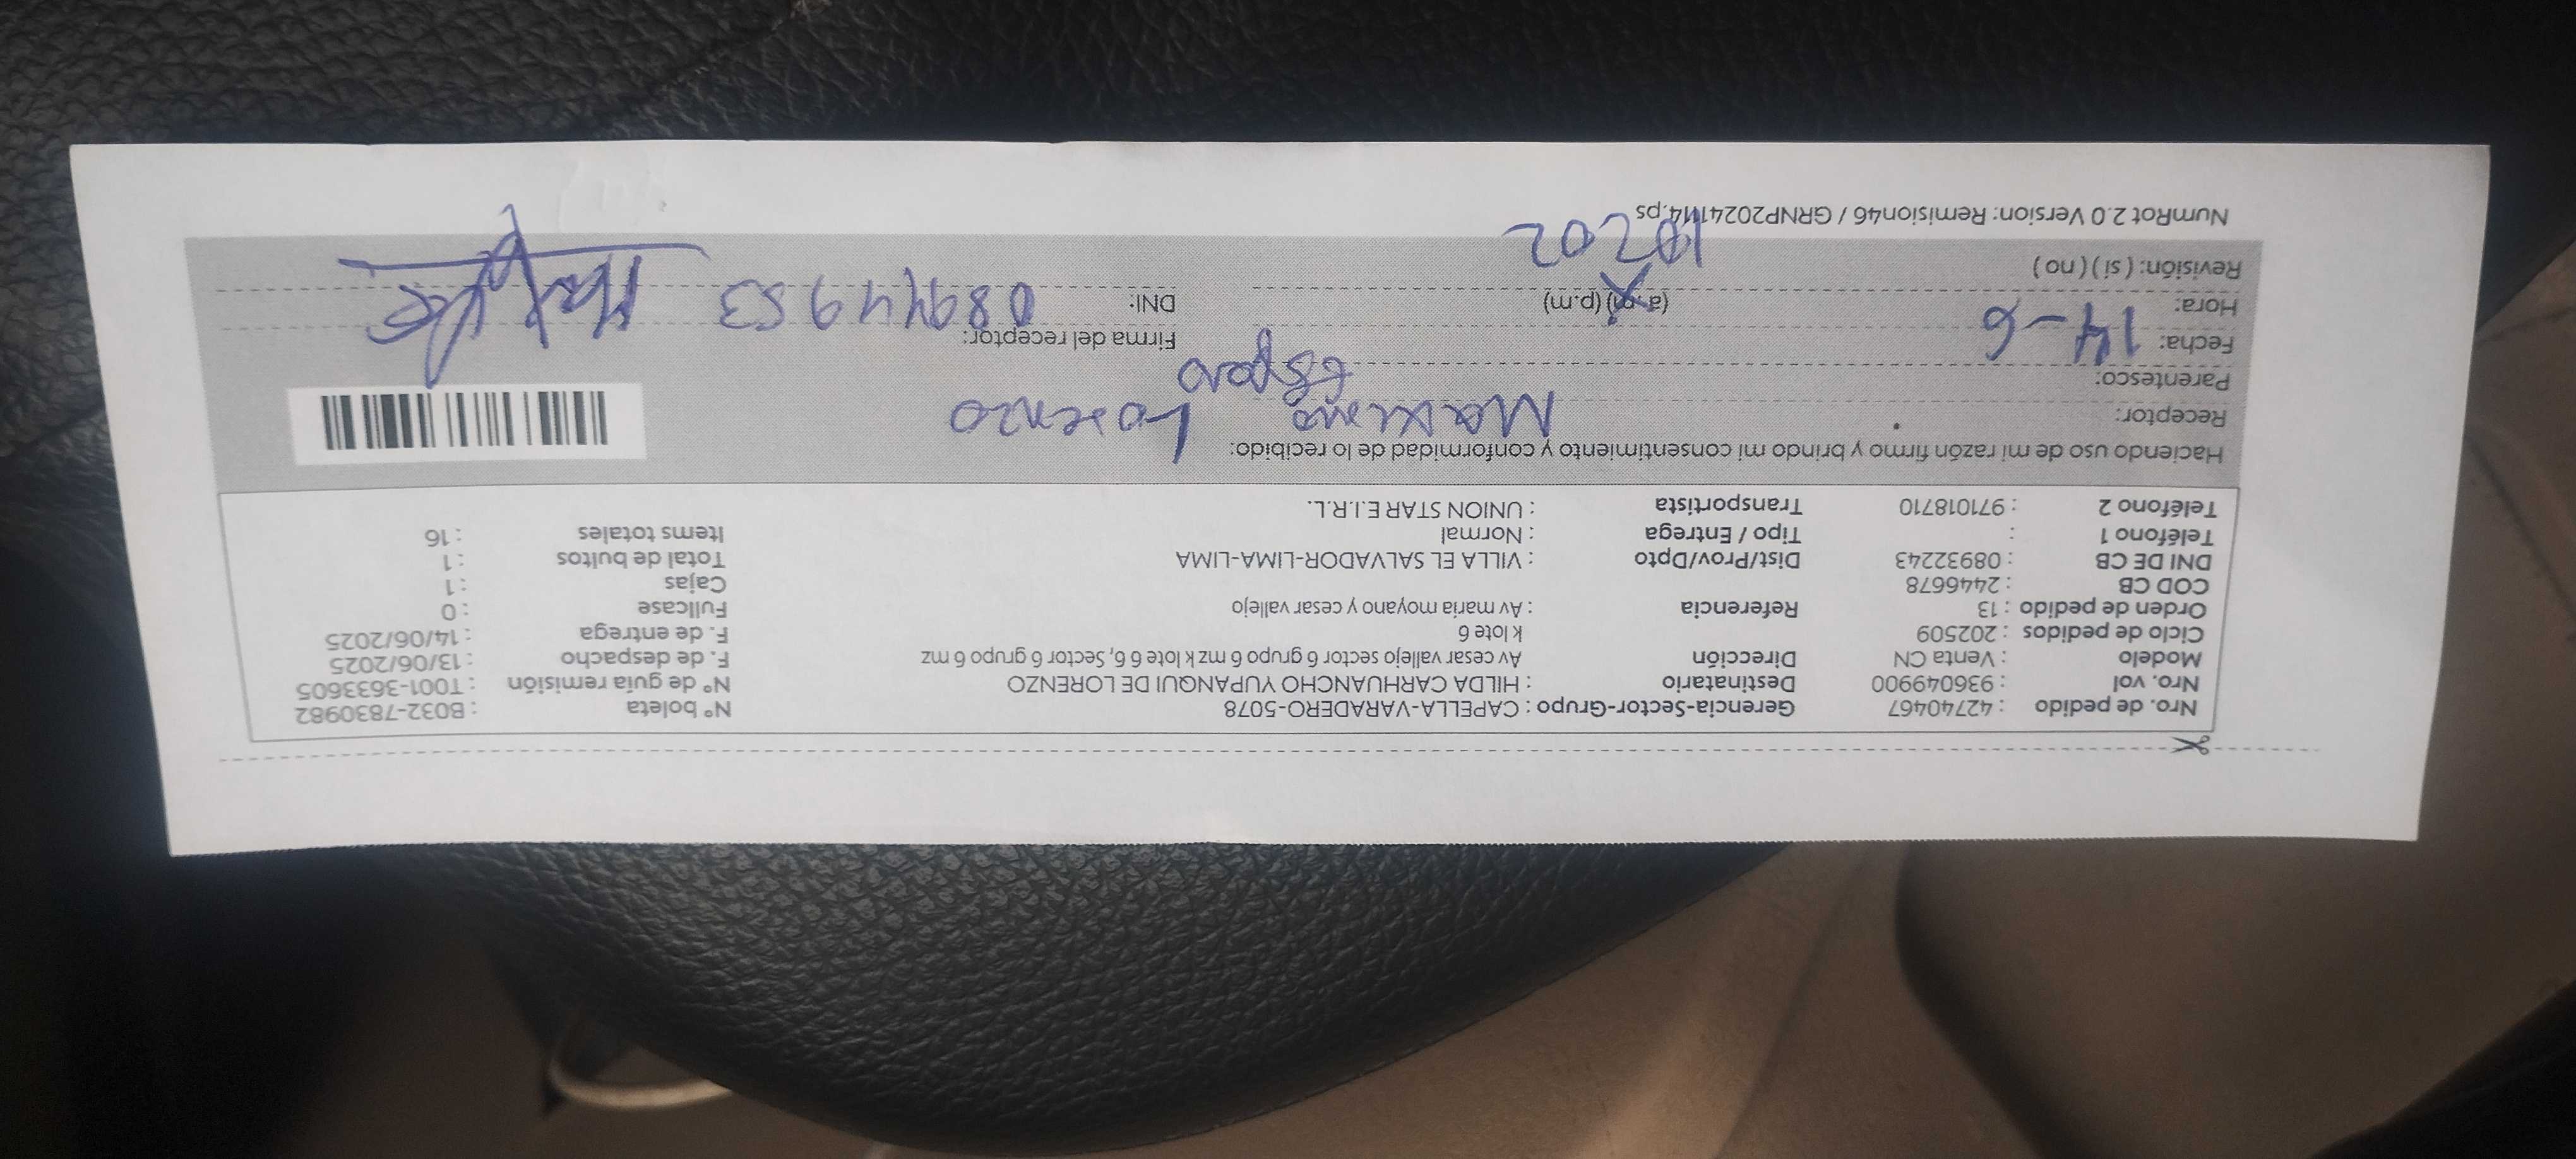 Nro. de pedido : 42740467 Gerencia-Sector-Grupo : CAPELLA-VARADERO-5078 Nº boleta : B032-7830982
Nro. vol : 936049900 Destinatario : HILDA CARHUANCHO YUPANQUI DE LORENZO Nº de guía remisión : T001-3633605
Modelo : Venta CN Dirección Av cesar vallejo sector 6 grupo 6 mz k lote 6 6, Sector 6 grupo 6 mz F. de despacho : 13/06/2025
Ciclo de pedidos : 202509 k lote 6 F. de entrega : 14/06/2025
Orden de pedido : 13 Referencia : Av maría moyano y cesar vallejo Fullcase : 0
COD CB : 2446678 Cajas : 1
DNI DE CB : 08932243 Dist/Prov/Dpto : VILLA EL SALVADOR-LIMA-LIMA Total de bultos : 1
Teléfono 1 : Tipo / Entrega : Normal Items totales : 16
Teléfono 2 : 971018710 Transportista : UNION STAR E.I.R.L.
Haciendo uso de mi razón firmo y brindo mi consentimiento y conformidad de lo recibido:
Receptor: Maximo Lorenzo
Parentesco: Esposo
Fecha: 14-6 Firma del receptor:
Hora: (a.m) (p.m) DNI: 08944953
Revisión: ( sí ) ( no )
NumRot 2.0 Version: Remision46 / GRNP20241114.ps